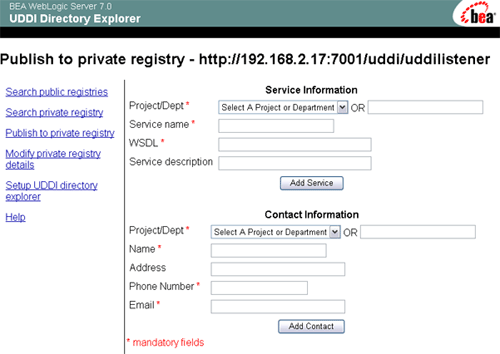 BEA WebLogic Server 7.0
UDDI Directory Explorer
bea
Publish to private registry - http://192.168.2.17:7001/uddi/uddilistener
Search public registries
Search private registry
Publish to private registry
Modify private registry
details
Setup UDDI directory
explorer
Help
Service Information
Project/Dept * Select A Project or Department OR
Service name *
WSDL *
Service description
Add Service
Contact Information
Project/Dept * Select A Project or Department OR
Name *
Address
Phone Number *
Email *
Add Contact
* mandatory fields